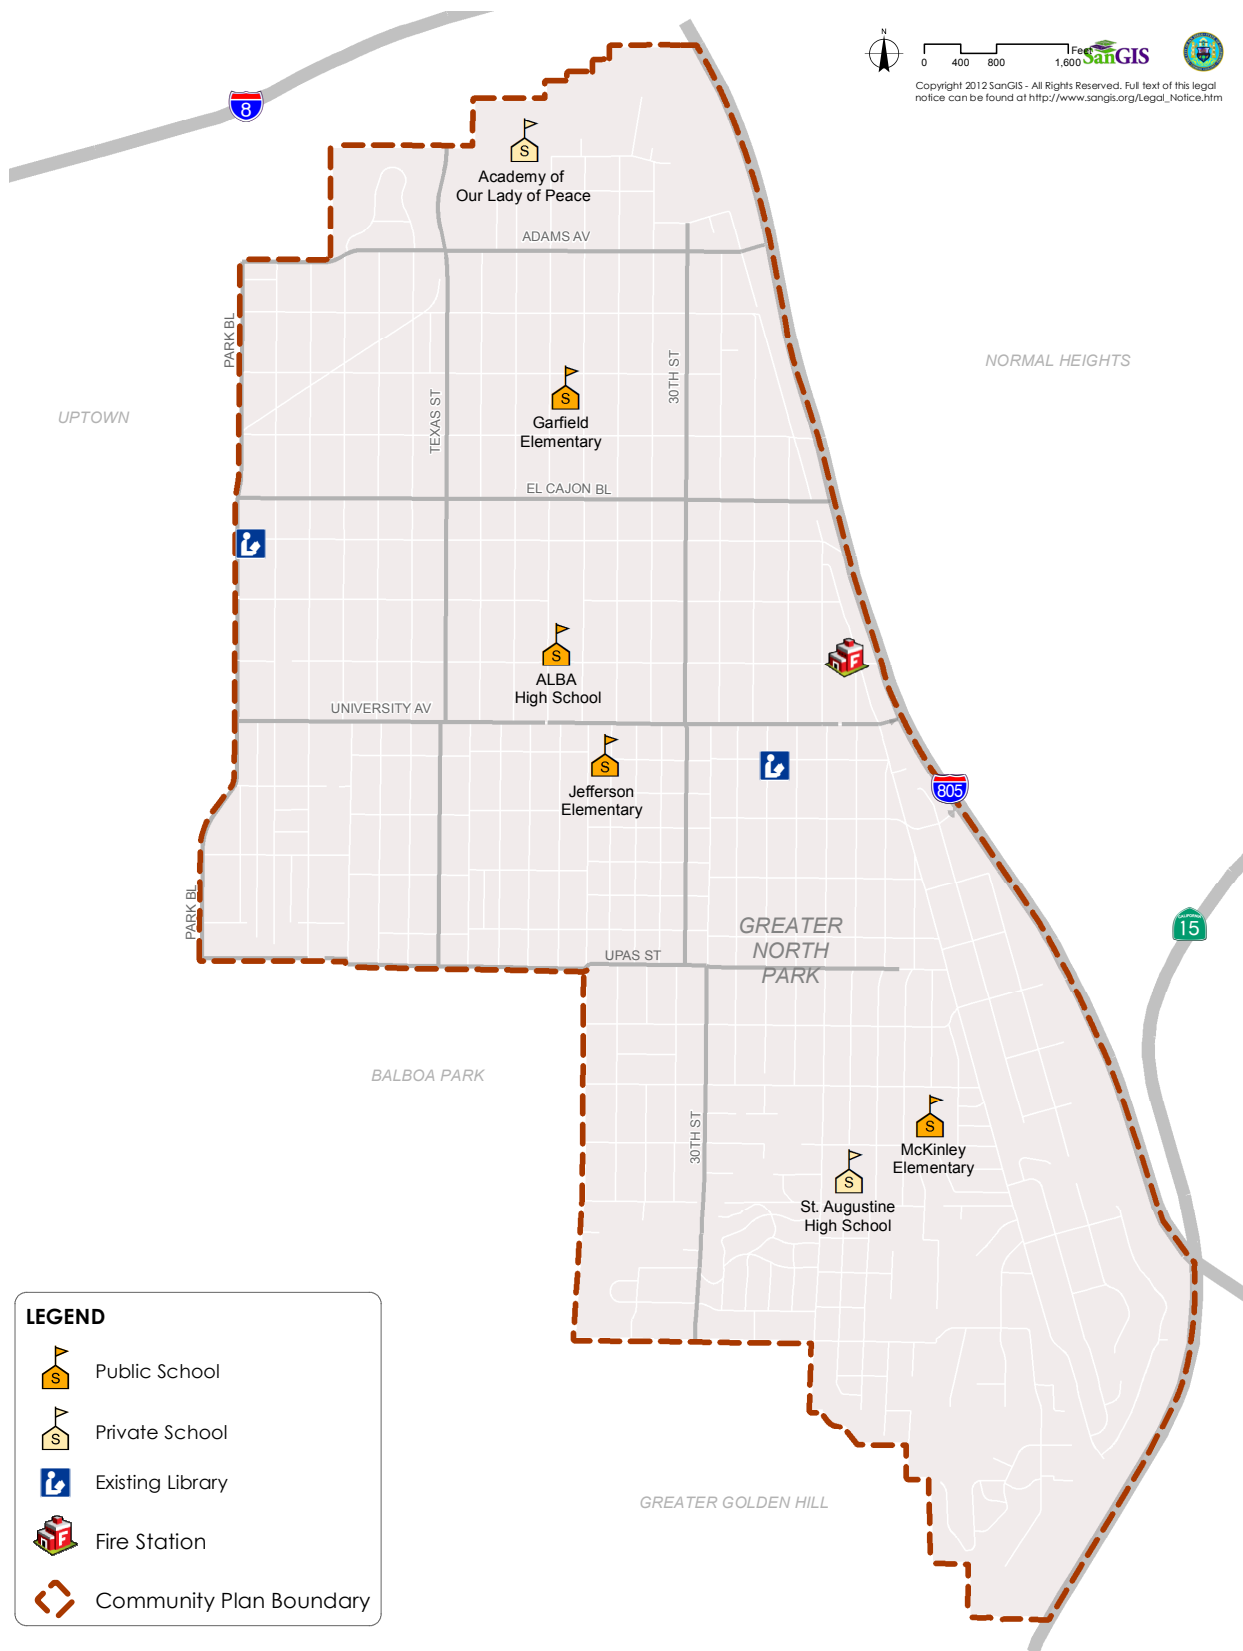 N
0 400 800 1,600
Feet
SanGIS
Copyright 2012 SanGIS - All Rights Reserved. Full text of this legal
notice can be found at http://www.sangis.org/Legal_Notice.htm
8
S
Academy of
Our Lady of Peace
ADAMS AV
PARK BL
NORMAL HEIGHTS
30TH ST
UPTOWN
TEXAS ST
S
Garfield
Elementary
EL CAJON BL
S
ALBA
High School
F
UNIVERSITY AV
S
Jefferson
Elementary
805
PARK BL
GREATER
NORTH
PARK
CALIFORNIA
15
UPAS ST
BALBOA PARK
30TH ST
S
McKinley
Elementary
S
St. Augustine
High School
GREATER GOLDEN HILL
LEGEND
S Public School
S Private School
Existing Library
F Fire Station
Community Plan Boundary